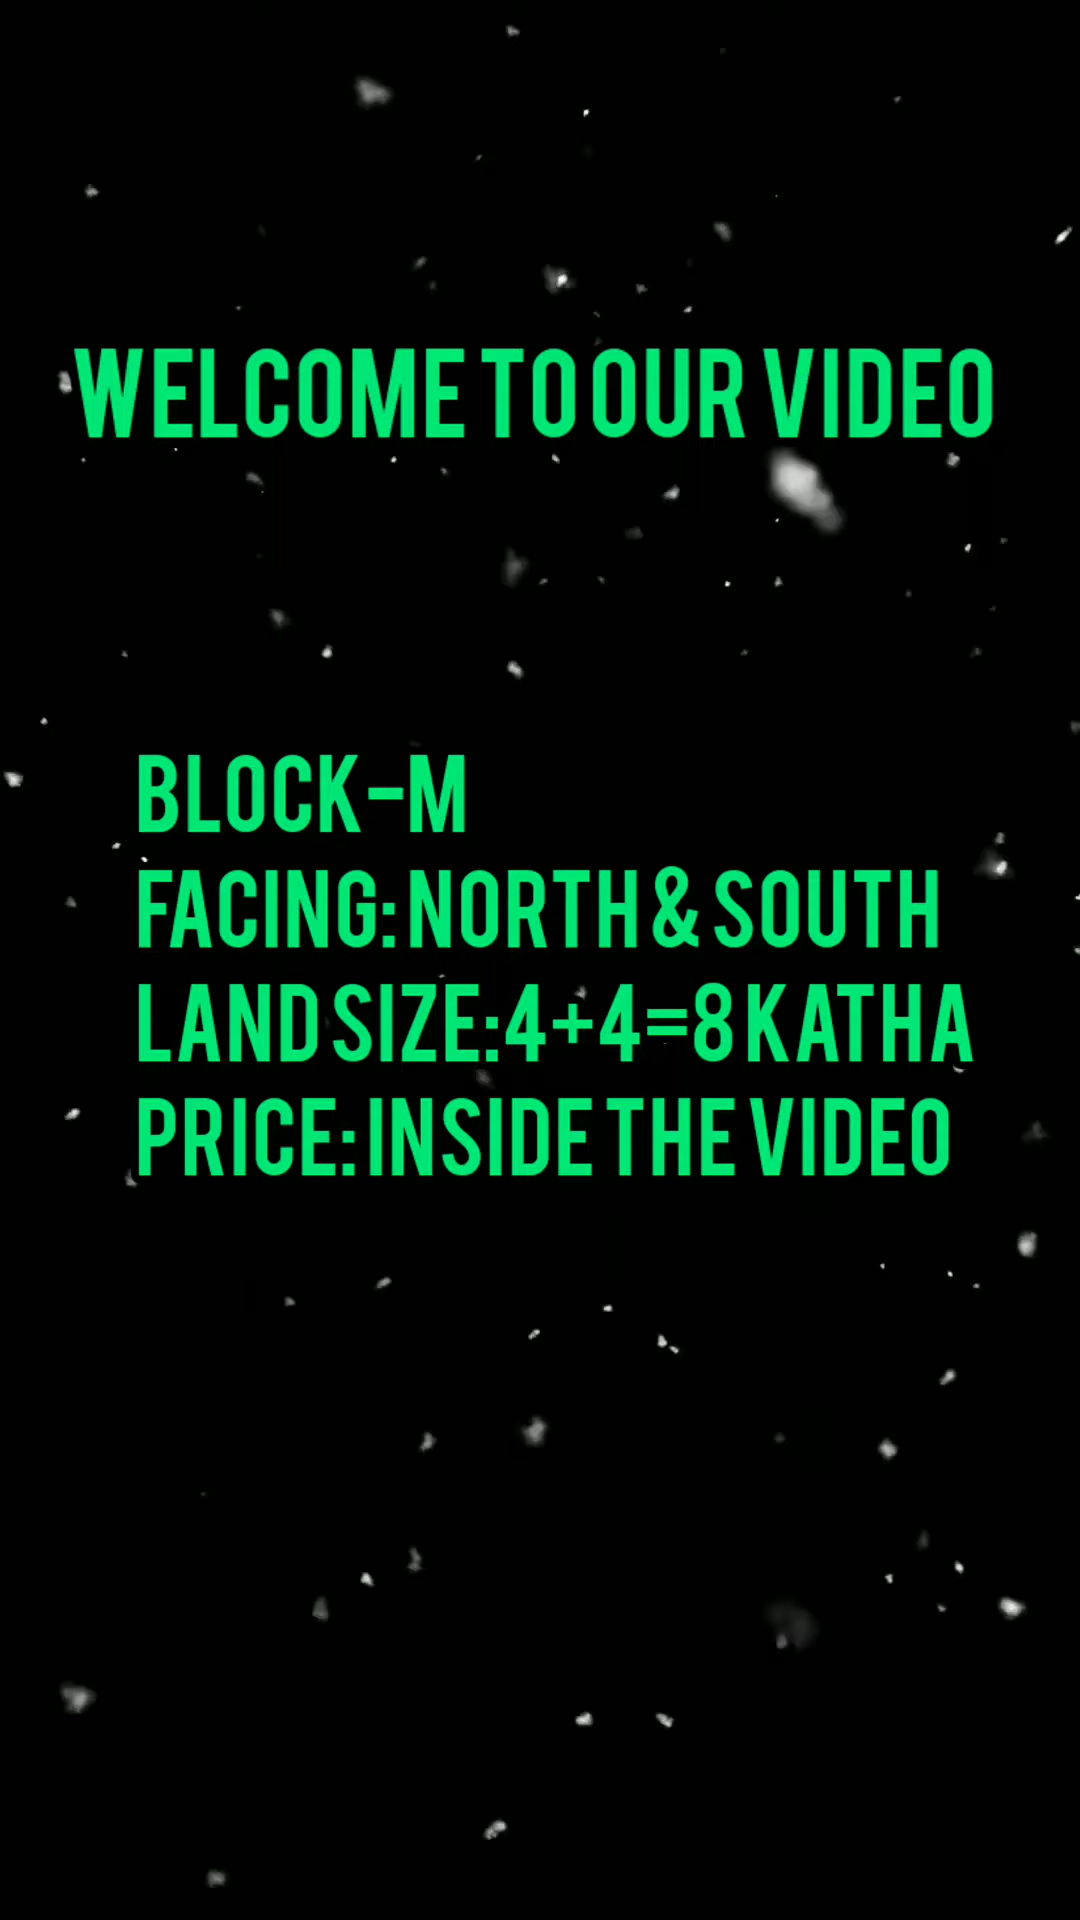 WELCOME TO OUR VIDEO
BLOCK-M
FACING: NORTH & SOUTH
LAND SIZE: 4+4=8 KATHA
PRICE: INSIDE THE VIDEO